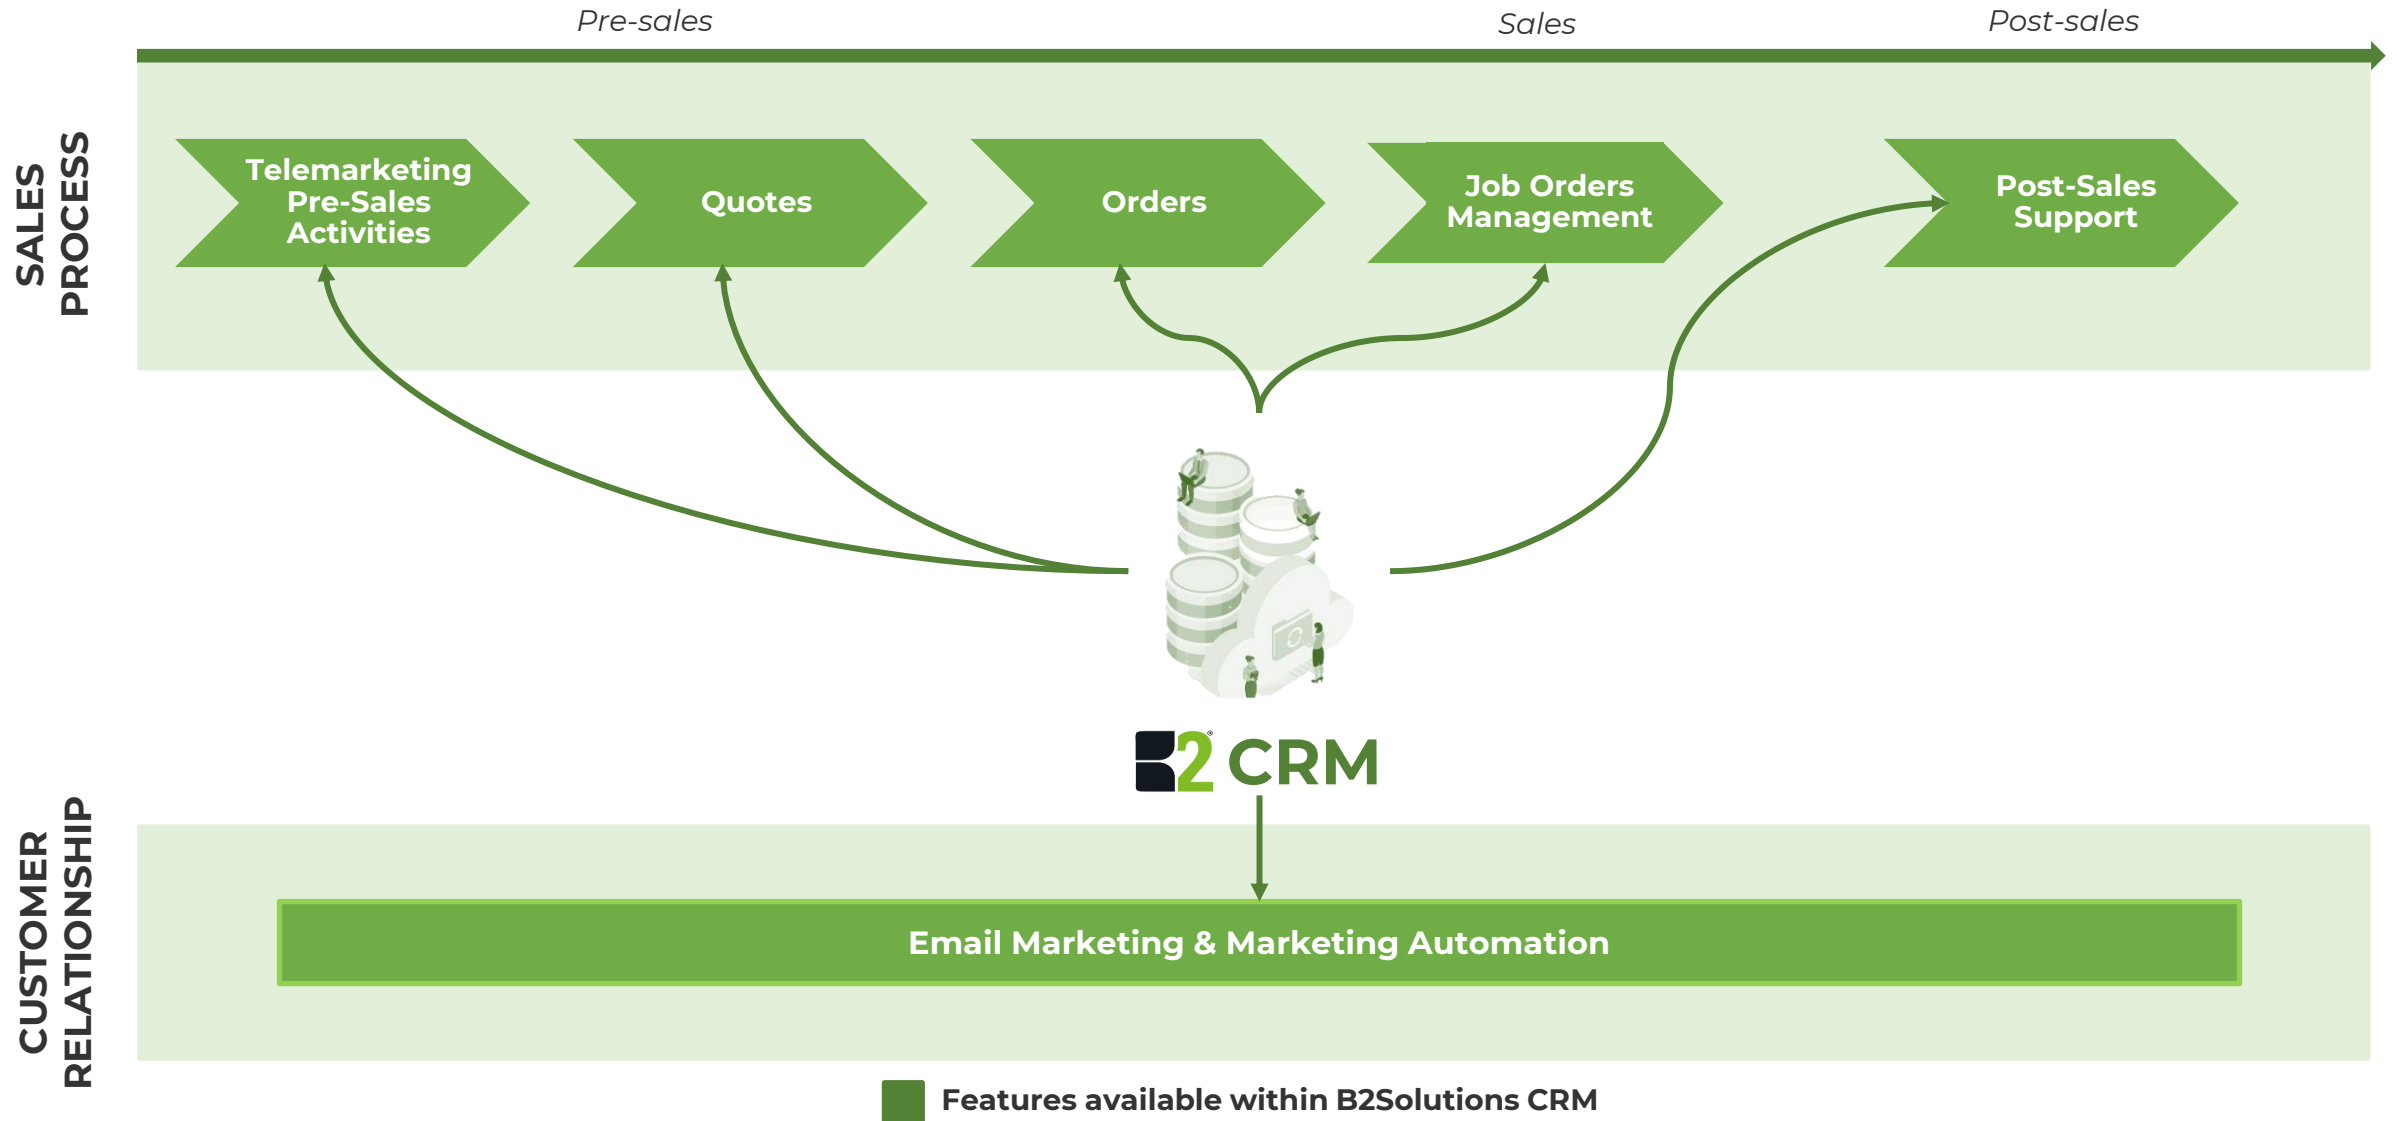 Pre-sales
Sales
Post-sales
SALES
PROCESS
Telemarketing
Pre-Sales
Activities
Quotes
Orders
Job Orders
Management
Post-Sales
Support
B2® CRM
CUSTOMER
RELATIONSHIP
Email Marketing & Marketing Automation
Features available within B2Solutions CRM